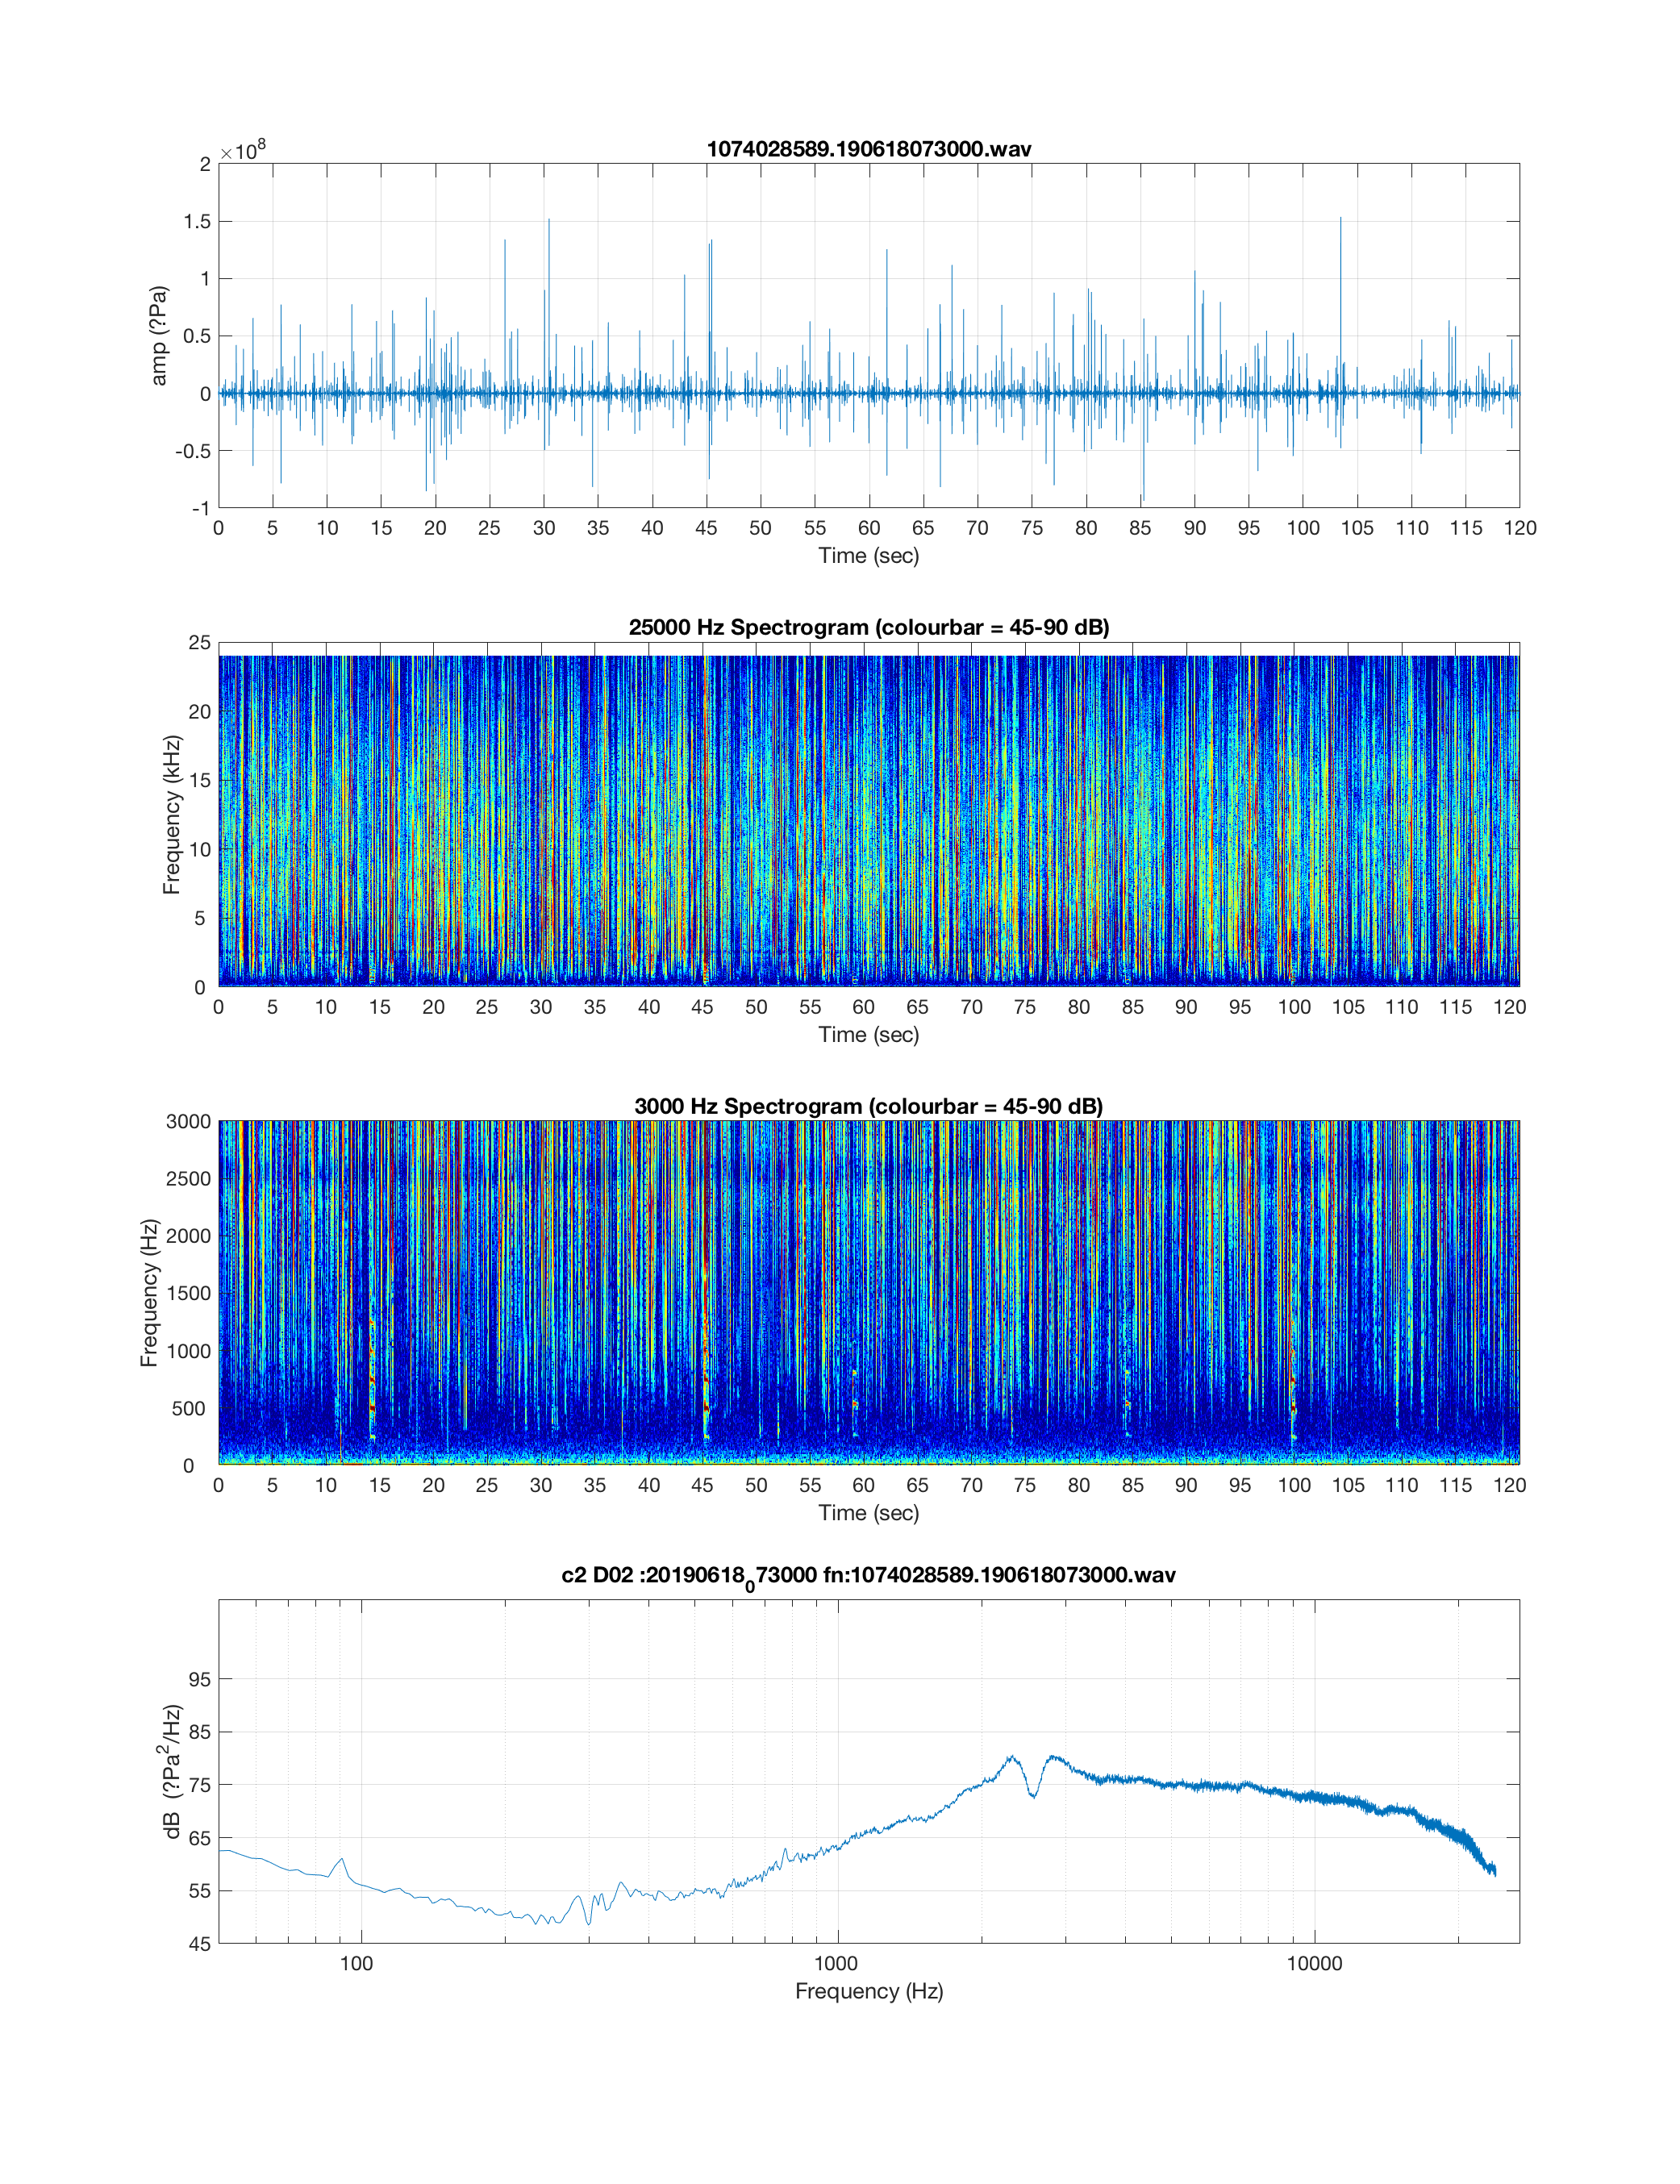 1074028589.190618073000.wav
×10^8
2
1.5
1
0.5
0
-0.5
-1
amp (?Pa)
0 5 10 15 20 25 30 35 40 45 50 55 60 65 70 75 80 85 90 95 100 105 110 115 120
Time (sec)
25000 Hz Spectrogram (colourbar = 45-90 dB)
25
20
15
10
5
0
Frequency (kHz)
0 5 10 15 20 25 30 35 40 45 50 55 60 65 70 75 80 85 90 95 100 105 110 115 120
Time (sec)
3000 Hz Spectrogram (colourbar = 45-90 dB)
3000
2500
2000
1500
1000
500
0
Frequency (Hz)
0 5 10 15 20 25 30 35 40 45 50 55 60 65 70 75 80 85 90 95 100 105 110 115 120
Time (sec)
c2 D02 :20190618_073000 fn:1074028589.190618073000.wav
95
85
75
65
55
45
dB (?Pa^2/Hz)
100 1000 10000
Frequency (Hz)